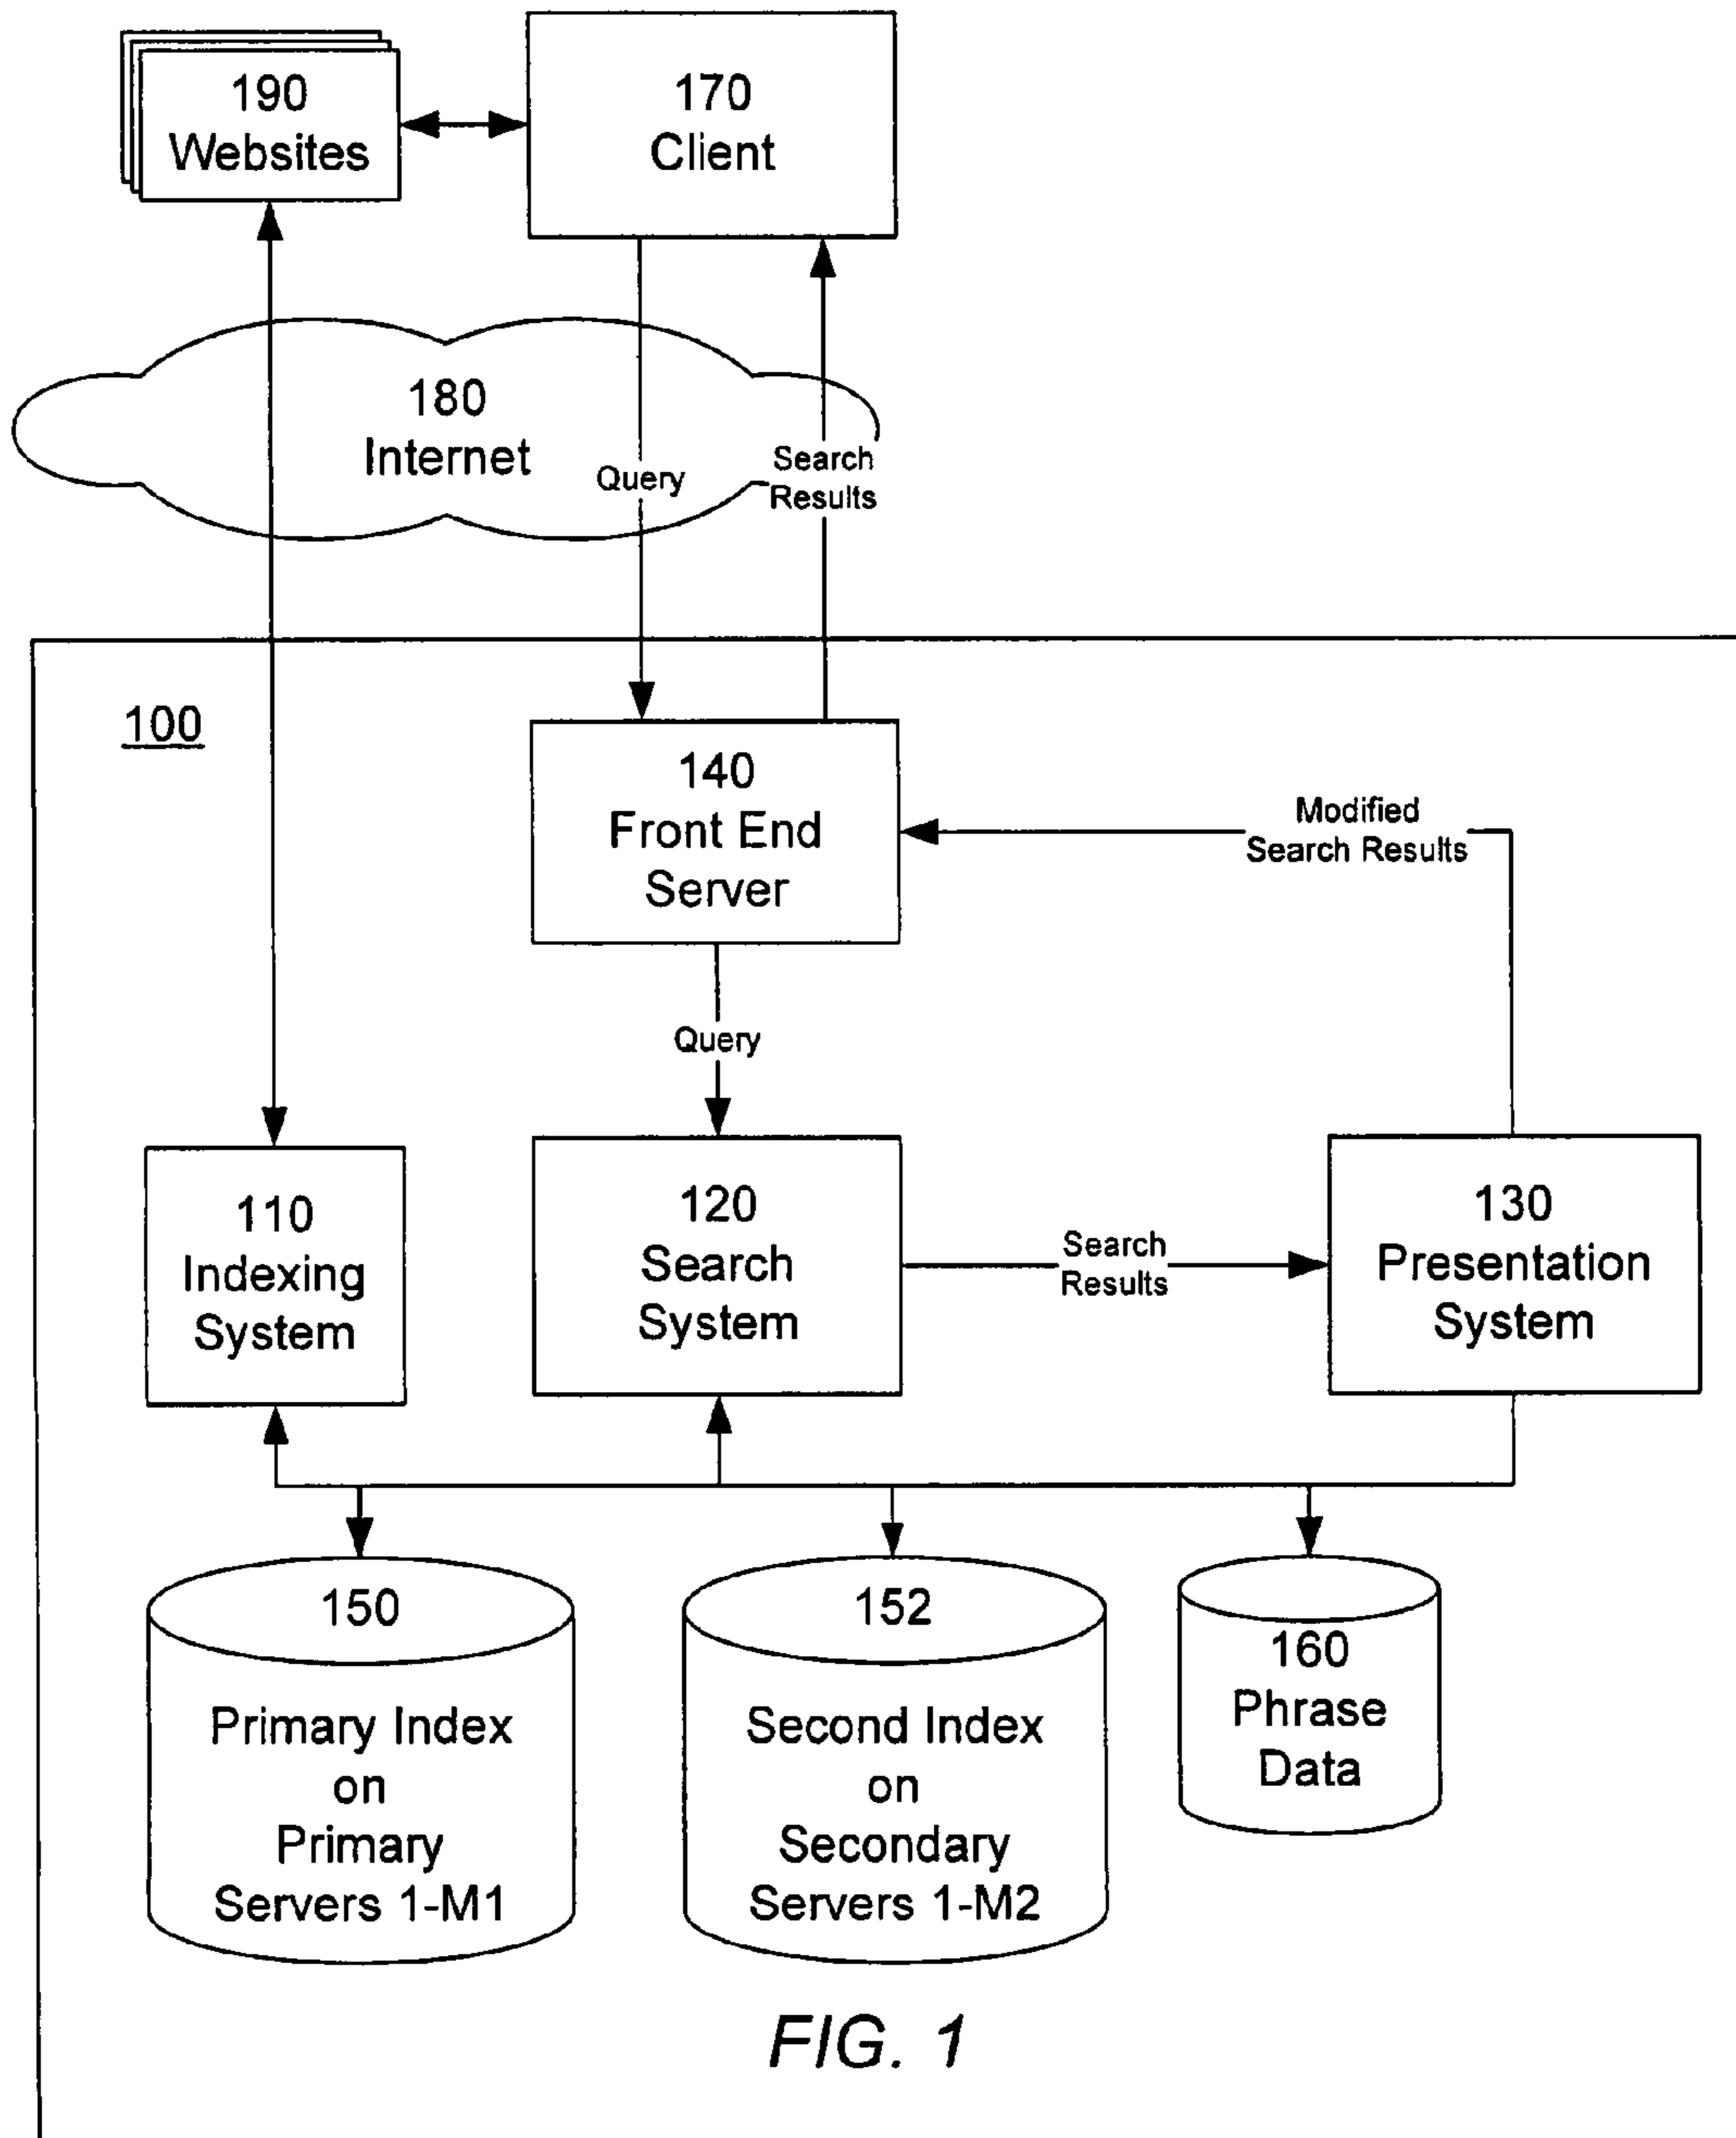 190
Websites
170
Client
180
Internet
Query
Search
Results
100
140
Front End
Server
Modified
Search Results
Query
110
Indexing
System
120
Search
System
Search
Results
130
Presentation
System
150
Primary Index
on
Primary
Servers 1-M1
152
Second Index
on
Secondary
Servers 1-M2
160
Phrase
Data
FIG. 1